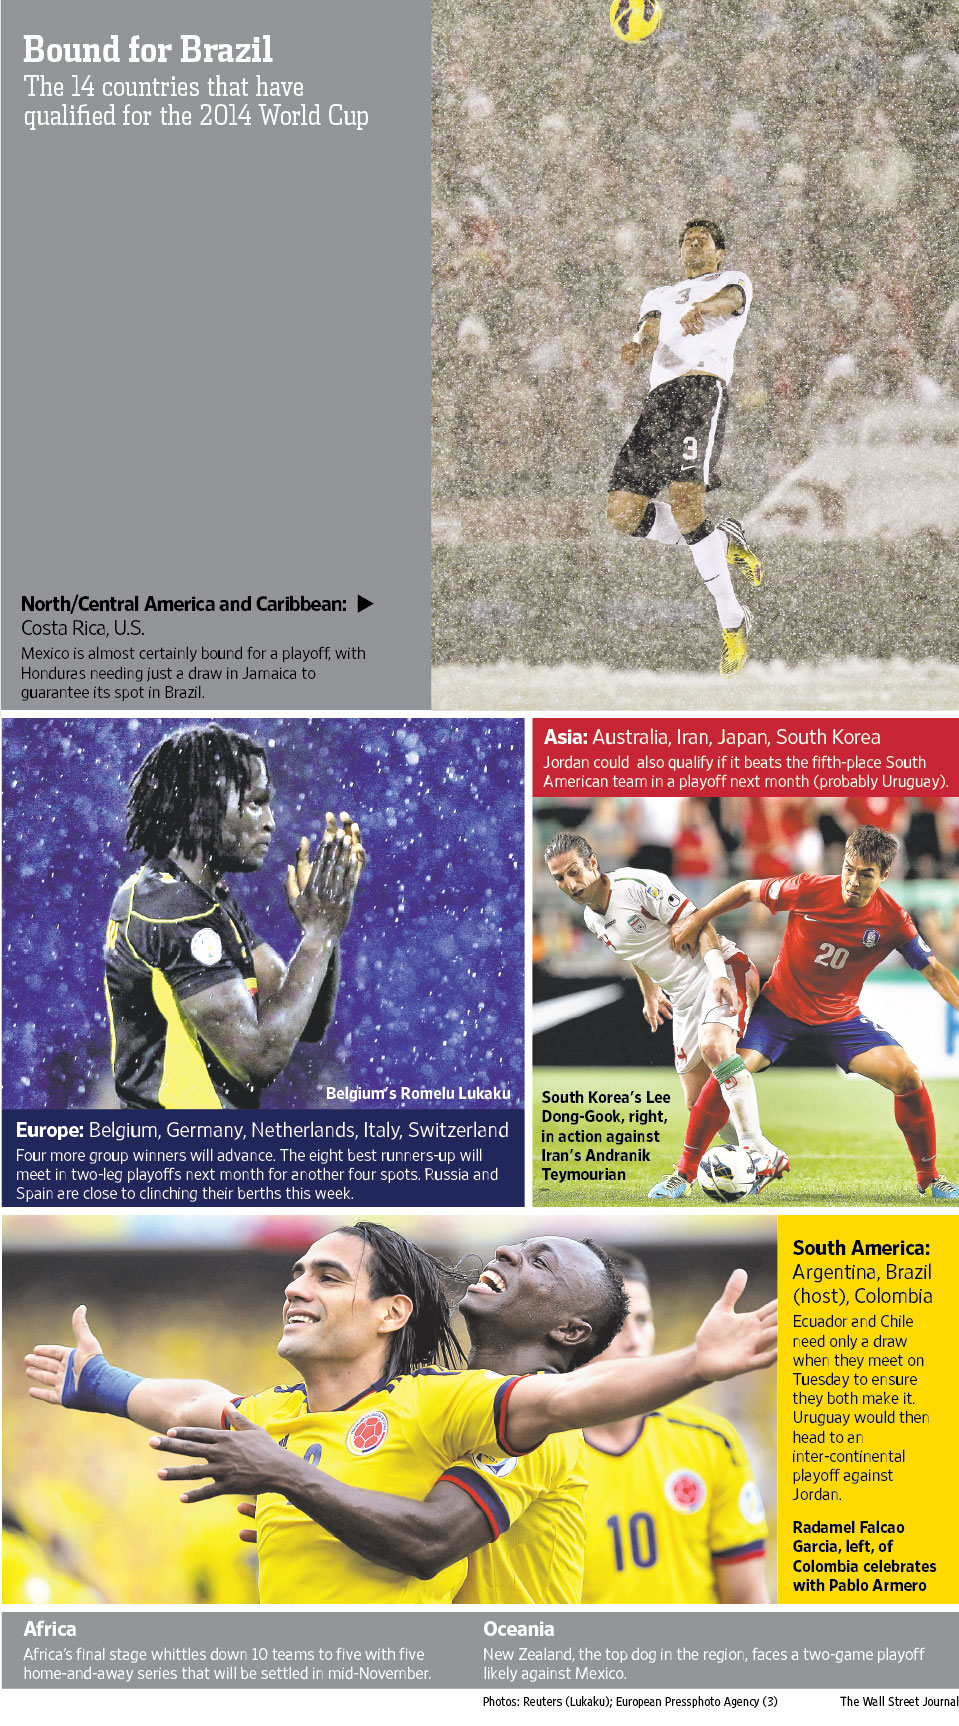 Bound for Brazil
The 14 countries that have
qualified for the 2014 World Cup
3
3
North/Central America and Caribbean: ▶
Costa Rica, U.S.
Mexico is almost certainly bound for a playoff, with
Honduras needing just a draw in Jamaica to
guarantee its spot in Brazil.
Belgium's Romelu Lukaku
Europe: Belgium, Germany, Netherlands, Italy, Switzerland
Four more group winners will advance. The eight best runners-up will
meet in two-leg playoffs next month for another four spots. Russia and
Spain are close to clinching their berths this week.
Asia: Australia, Iran, Japan, South Korea
Jordan could also qualify if it beats the fifth-place South
American team in a playoff next month (probably Uruguay).
20
South Korea's Lee
Dong-Gook, right,
in action against
Iran's Andranik
Teymourian
10
South America:
Argentina, Brazil
(host), Colombia
Ecuador and Chile
need only a draw
when they meet on
Tuesday to ensure
they both make it.
Uruguay would then
head to an
inter-continental
playoff against
Jordan.
Radamel Falcao
Garcia, left, of
Colombia celebrates
with Pablo Armero
Africa
Africa's final stage whittles down 10 teams to five with five
home-and-away series that will be settled in mid-November.
Oceania
New Zealand, the top dog in the region, faces a two-game playoff
likely against Mexico.
Photos: Reuters (Lukaku); European Pressphoto Agency (3)
The Wall Street Journal